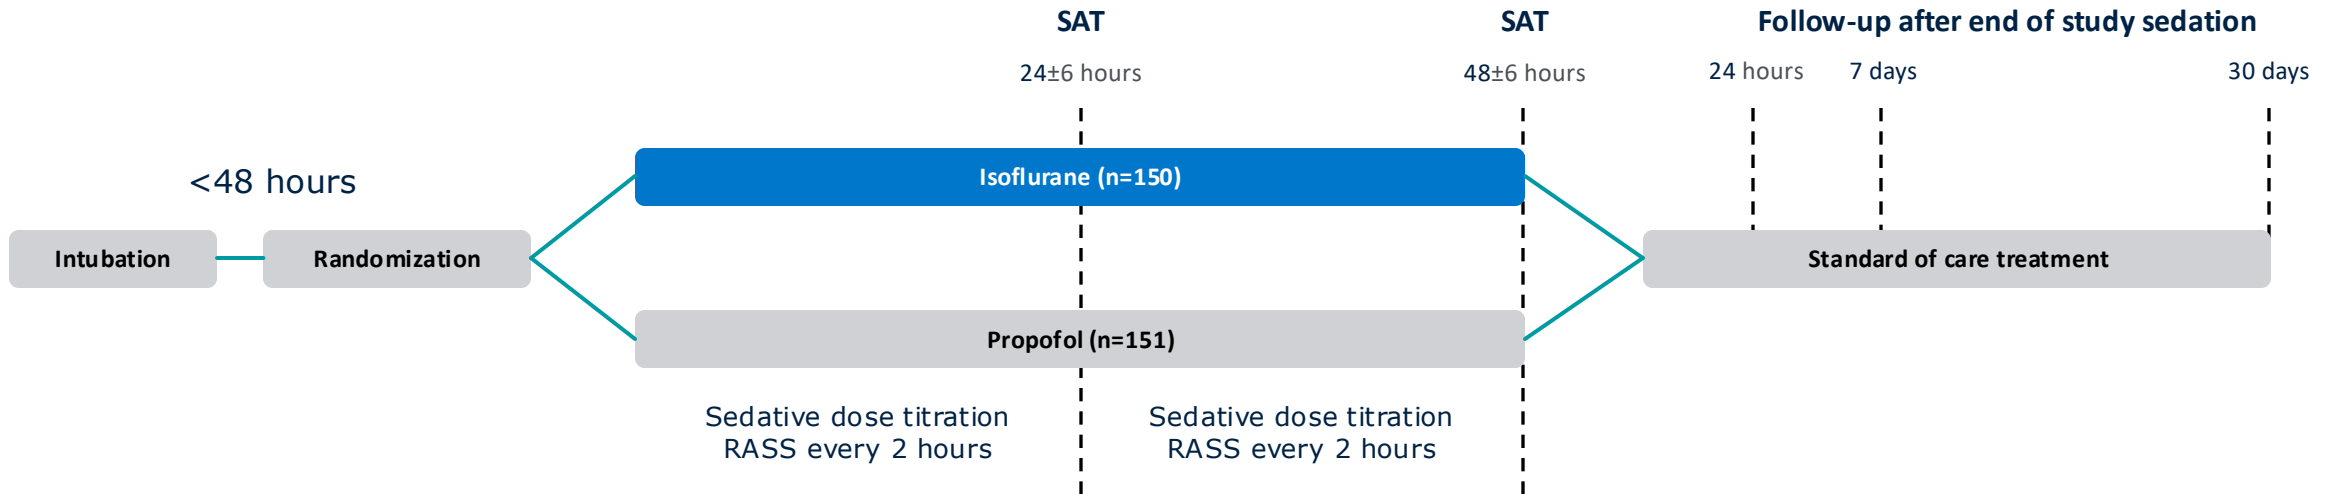 SAT
SAT
Follow-up after end of study sedation
24±6 hours
48±6 hours
24 hours
7 days
30 days
<48 hours
Isoflurane (n=150)
Intubation
Randomization
Standard of care treatment
Propofol (n=151)
Sedative dose titration
RASS every 2 hours
Sedative dose titration
RASS every 2 hours